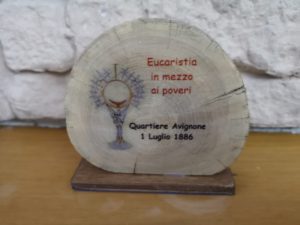 Eucaristia
in mezzo
ai poveri
Quartiere Avignone
1 Luglio 1886